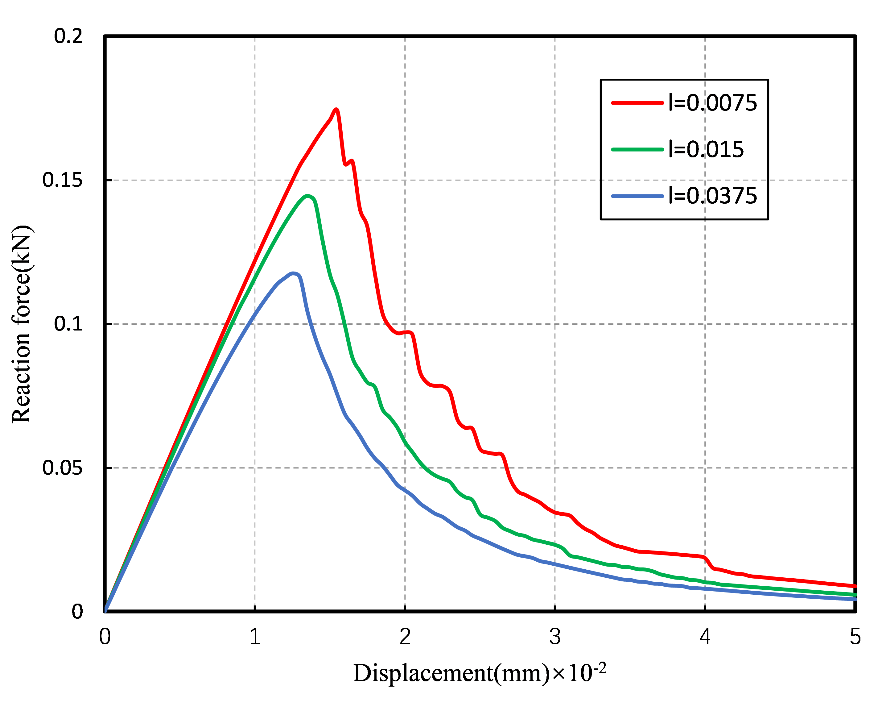 0.2
0.15
0.1
0.05
0
Reaction force(kN)
l=0.0075
l=0.015
l=0.0375
0 1 2 3 4 5
Displacement(mm)×10⁻²